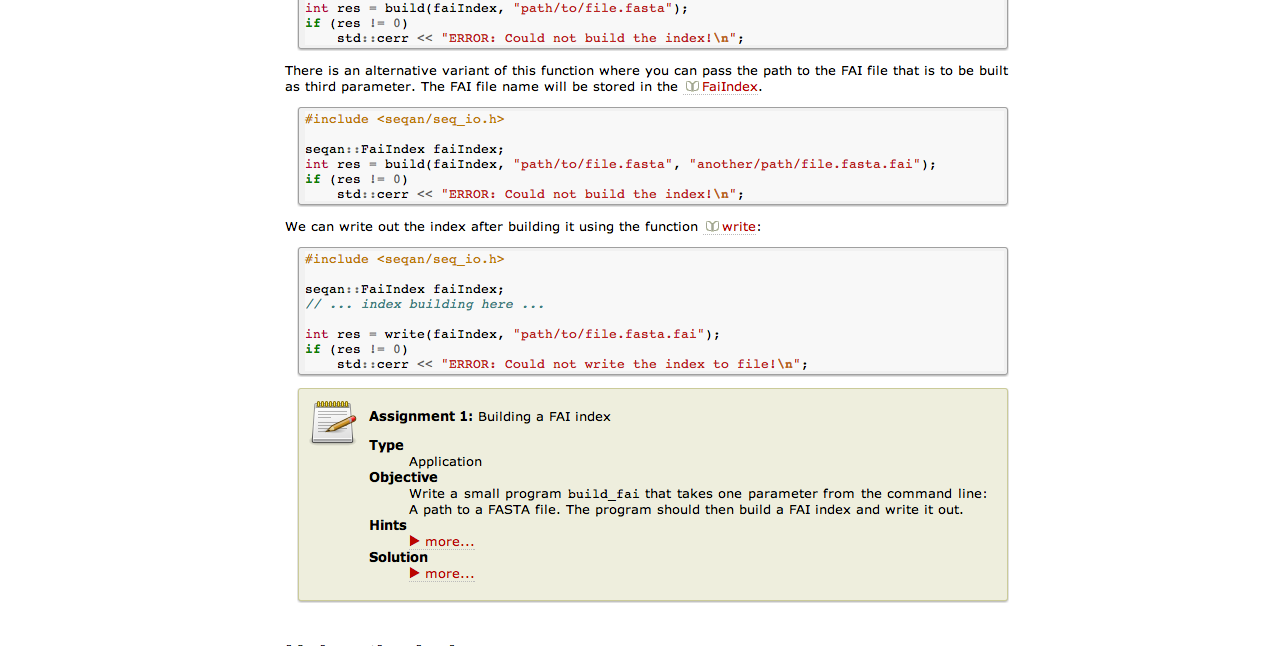 int res = build(faiIndex, "path/to/file.fasta");
if (res != 0)
    std::cerr << "ERROR: Could not build the index!\n";
There is an alternative variant of this function where you can pass the path to the FAI file that is to be built
as third parameter. The FAI file name will be stored in the FaiIndex.
#include <seqan/seq_io.h>
seqan::FaiIndex faiIndex;
int res = build(faiIndex, "path/to/file.fasta", "another/path/file.fasta.fai");
if (res != 0)
    std::cerr << "ERROR: Could not build the index!\n";
We can write out the index after building it using the function write:
#include <seqan/seq_io.h>
seqan::FaiIndex faiIndex;
// ... index building here ...
int res = write(faiIndex, "path/to/file.fasta.fai");
if (res != 0)
    std::cerr << "ERROR: Could not write the index to file!\n";
Assignment 1: Building a FAI index
Type
Application
Objective
Write a small program build_fai that takes one parameter from the command line:
A path to a FASTA file. The program should then build a FAI index and write it out.
Hints
▶ more...
Solution
▶ more...